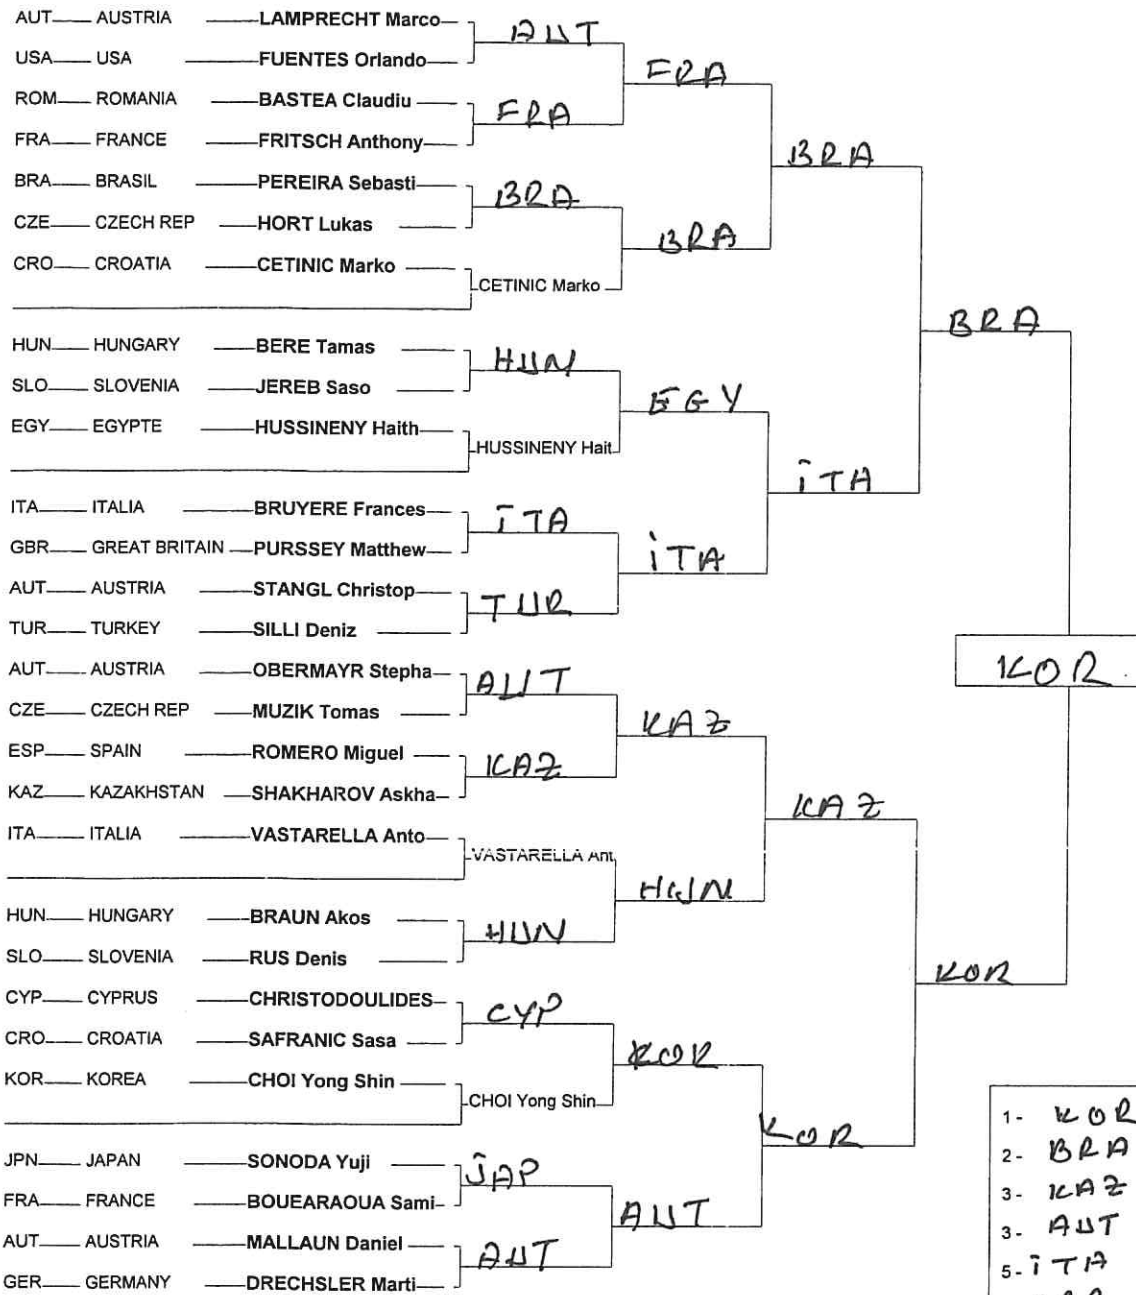 AUT AUSTRIA LAMPRECHT Marco
AUT
USA USA FUENTES Orlando
FRA
ROM ROMANIA BASTEA Claudiu
FRA
FRA FRANCE FRITSCH Anthony
BRA
BRA BRASIL PEREIRA Sebasti
BRA
CZE CZECH REP HORT Lukas
BRA
CRO CROATIA CETINIC Marko
CETINIC Marko
BRA
HUN HUNGARY BERE Tamas
HUN
SLO SLOVENIA JEREB Saso
EGY
EGY EGYPTE HUSSINENY Haith
HUSSINENY Hait
iTA
ITA ITALIA BRUYERE Frances
iTA
GBR GREAT BRITAIN PURSSEY Matthew
iTA
AUT AUSTRIA STANGL Christop
TUR
TUR TURKEY SILLI Deniz
KOR
AUT AUSTRIA OBERMAYR Stepha
AUT
CZE CZECH REP MUZIK Tomas
KAZ
ESP SPAIN ROMERO Miguel
KAZ
KAZ KAZAKHSTAN SHAKHAROV Askha
KAZ
ITA ITALIA VASTARELLA Anto
VASTARELLA Ant
HUN
HUN HUNGARY BRAUN Akos
HUN
SLO SLOVENIA RUS Denis
KOR
CYP CYPRUS CHRISTODOULIDES
CYP
CRO CROATIA SAFRANIC Sasa
KOR
KOR KOREA CHOI Yong Shin
CHOI Yong Shin
KOR
JPN JAPAN SONODA Yuji
JAP
FRA FRANCE BOUEARAOUA Sami
AUT
AUT AUSTRIA MALLAUN Daniel
AUT
GER GERMANY DRECHSLER Marti
1- KOR
2- BRA
3- KAZ
3- AUT
5- iTA